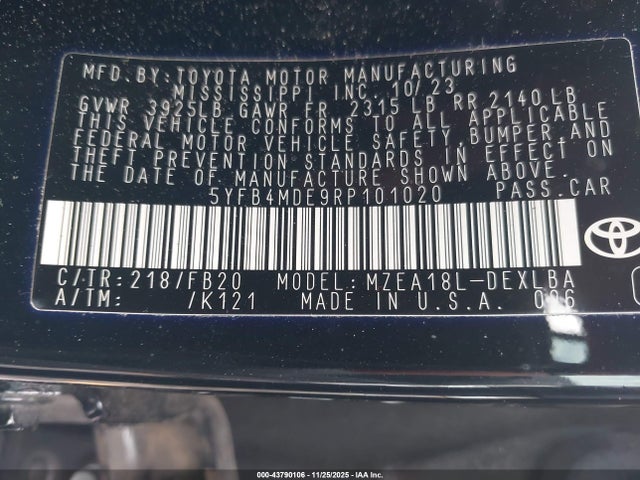 MFD.BY:TOYOTA MOTOR MANUFACTURING
MISSISSIPPI INC. 10/23
GVWR 3925LB GAWR FR 2315 LB RR 2140 LB
THIS VEHICLE CONFORMS TO ALL APPLICABLE
FEDERAL MOTOR VEHICLE SAFETY,BUMPER, AND
THEFT PREVENTION STANDARDS IN EFFECT ON
THE DATE OF MANUFACTURE SHOWN ABOVE.
5YFB4MDE9RP101020 PASS.CAR
C/TR:218/FB20 MODEL:MZEA18L-DEXLBA
A/TM: /K121 MADE IN U.S.A. 006
000-43790106 - 11/25/2025 - IAA Inc.